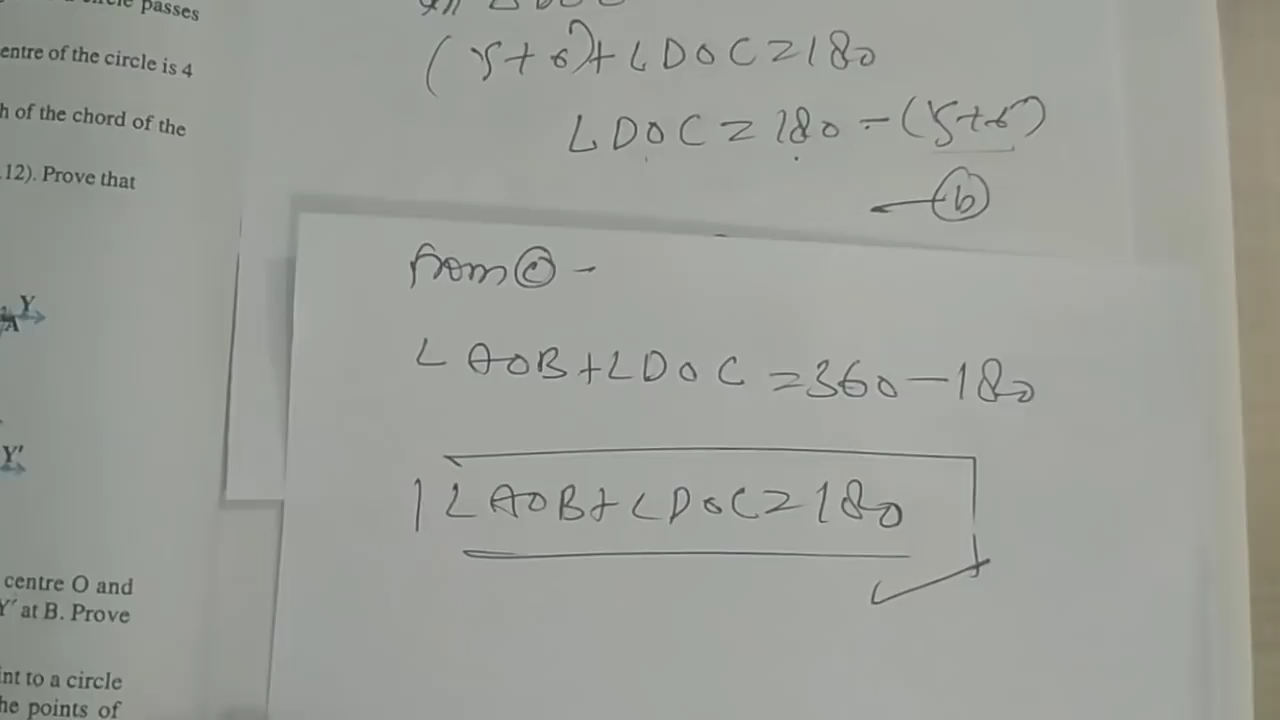 passes
entre of the circle is 4
h of the chord of the
.12). Prove that
Y
A
Y'
centre O and
Y' at B. Prove
nt to a circle
he points of
(5+6)+∠DOC=180
∠DOC=180-(5+6)
b
from ⓒ -
∠AOB+∠DOC=360-180
∠AOB+∠DOC=180